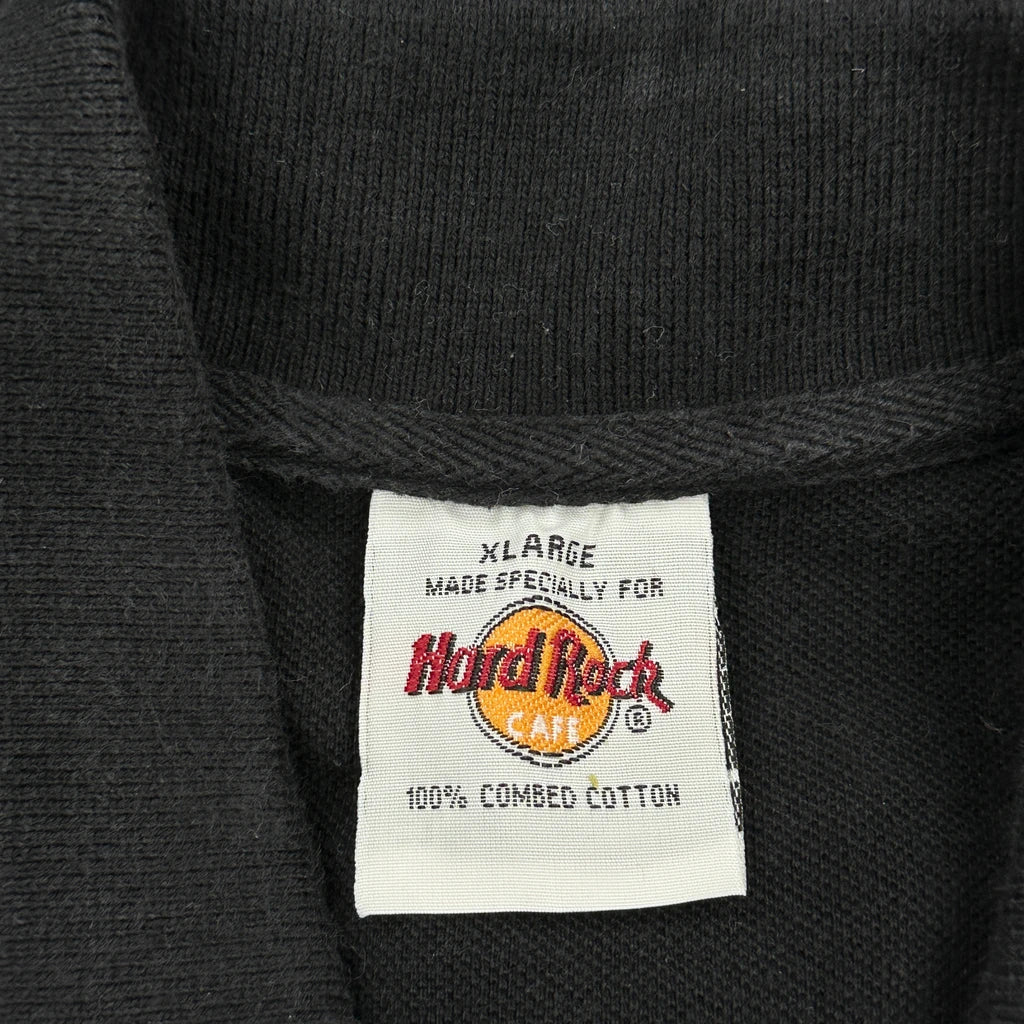 XLARGE
MADE SPECIALLY FOR
Hard Rock
CAFE
®
100% COMBED COTTON